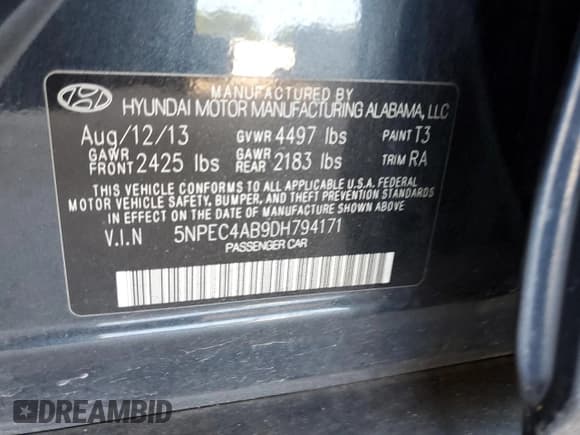 MANUFACTURED BY
HYUNDAI MOTOR MANUFACTURING ALABAMA, LLC
Aug/12/13 GVWR 4497 lbs PAINT T3
GAWR FRONT 2425 lbs GAWR REAR 2183 lbs TRIM RA
THIS VEHICLE CONFORMS TO ALL APPLICABLE U.S.A. FEDERAL
MOTOR VEHICLE SAFETY, BUMPER, AND THEFT PREVENTION STANDARDS
IN EFFECT ON THE DATE OF MANUFACTURE SHOWN ABOVE.
V.I.N 5NPEC4AB9DH794171
PASSENGER CAR
DREAMBID